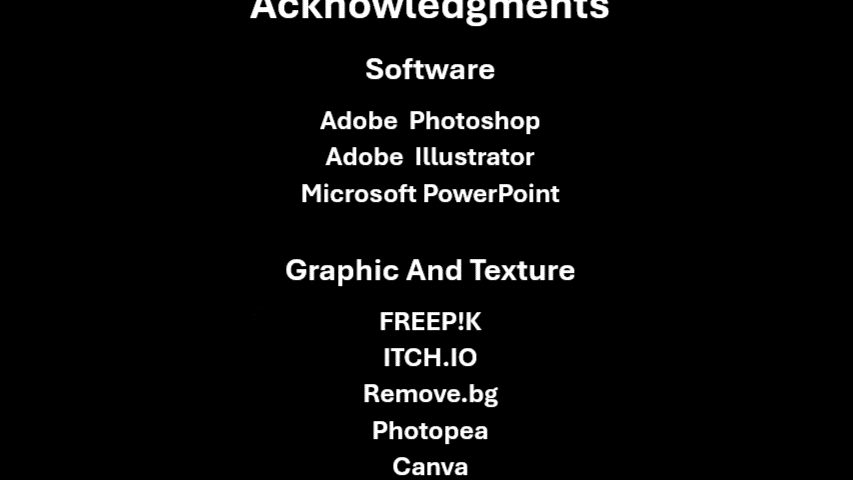 Acknowledgments
Software
Adobe Photoshop
Adobe Illustrator
Microsoft PowerPoint
Graphic And Texture
FREEP!K
ITCH.IO
Remove.bg
Photopea
Canva